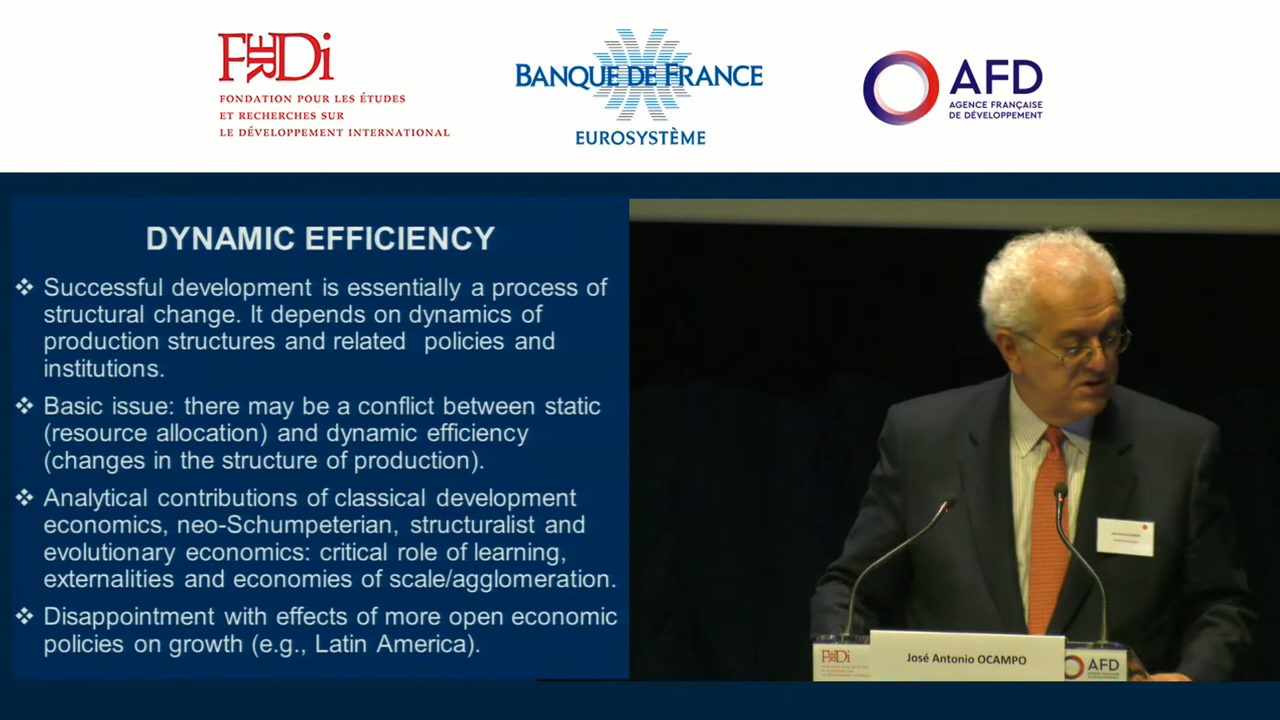 FERDi
FONDATION POUR LES ÉTUDES
ET RECHERCHES SUR
LE DÉVELOPPEMENT INTERNATIONAL
BANQUE DE FRANCE
EUROSYSTÈME
AFD
AGENCE FRANÇAISE
DE DÉVELOPPEMENT
DYNAMIC EFFICIENCY
❖ Successful development is essentially a process of
structural change. It depends on dynamics of
production structures and related policies and
institutions.
❖ Basic issue: there may be a conflict between static
(resource allocation) and dynamic efficiency
(changes in the structure of production).
❖ Analytical contributions of classical development
economics, neo-Schumpeterian, structuralist and
evolutionary economics: critical role of learning,
externalities and economies of scale/agglomeration.
❖ Disappointment with effects of more open economic
policies on growth (e.g., Latin America).
José Antonio OCAMPO
FERDi
AFD